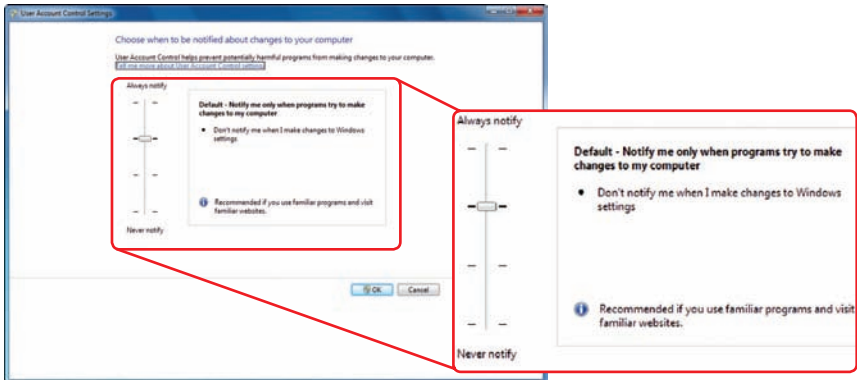 User Account Control Settings
Choose when to be notified about changes to your computer
User Account Control helps prevent potentially harmful programs from making changes to your computer.
Tell me more about User Account Control settings
Always notify
Default - Notify me only when programs try to make
changes to my computer
• Don't notify me when I make changes to Windows
settings
Recommended if you use familiar programs and visit
familiar websites.
Never notify
OK
Cancel
Always notify
Default - Notify me only when programs try to make
changes to my computer
• Don't notify me when I make changes to Windows
settings
Recommended if you use familiar programs and visit
familiar websites.
Never notify